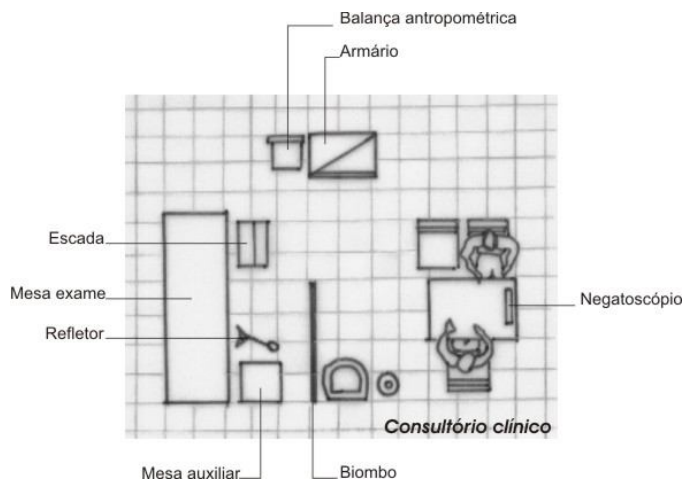 Balança antropométrica
Armário
Escada
Mesa exame
Refletor
Negatoscópio
Consultório clínico
Mesa auxiliar
Biombo